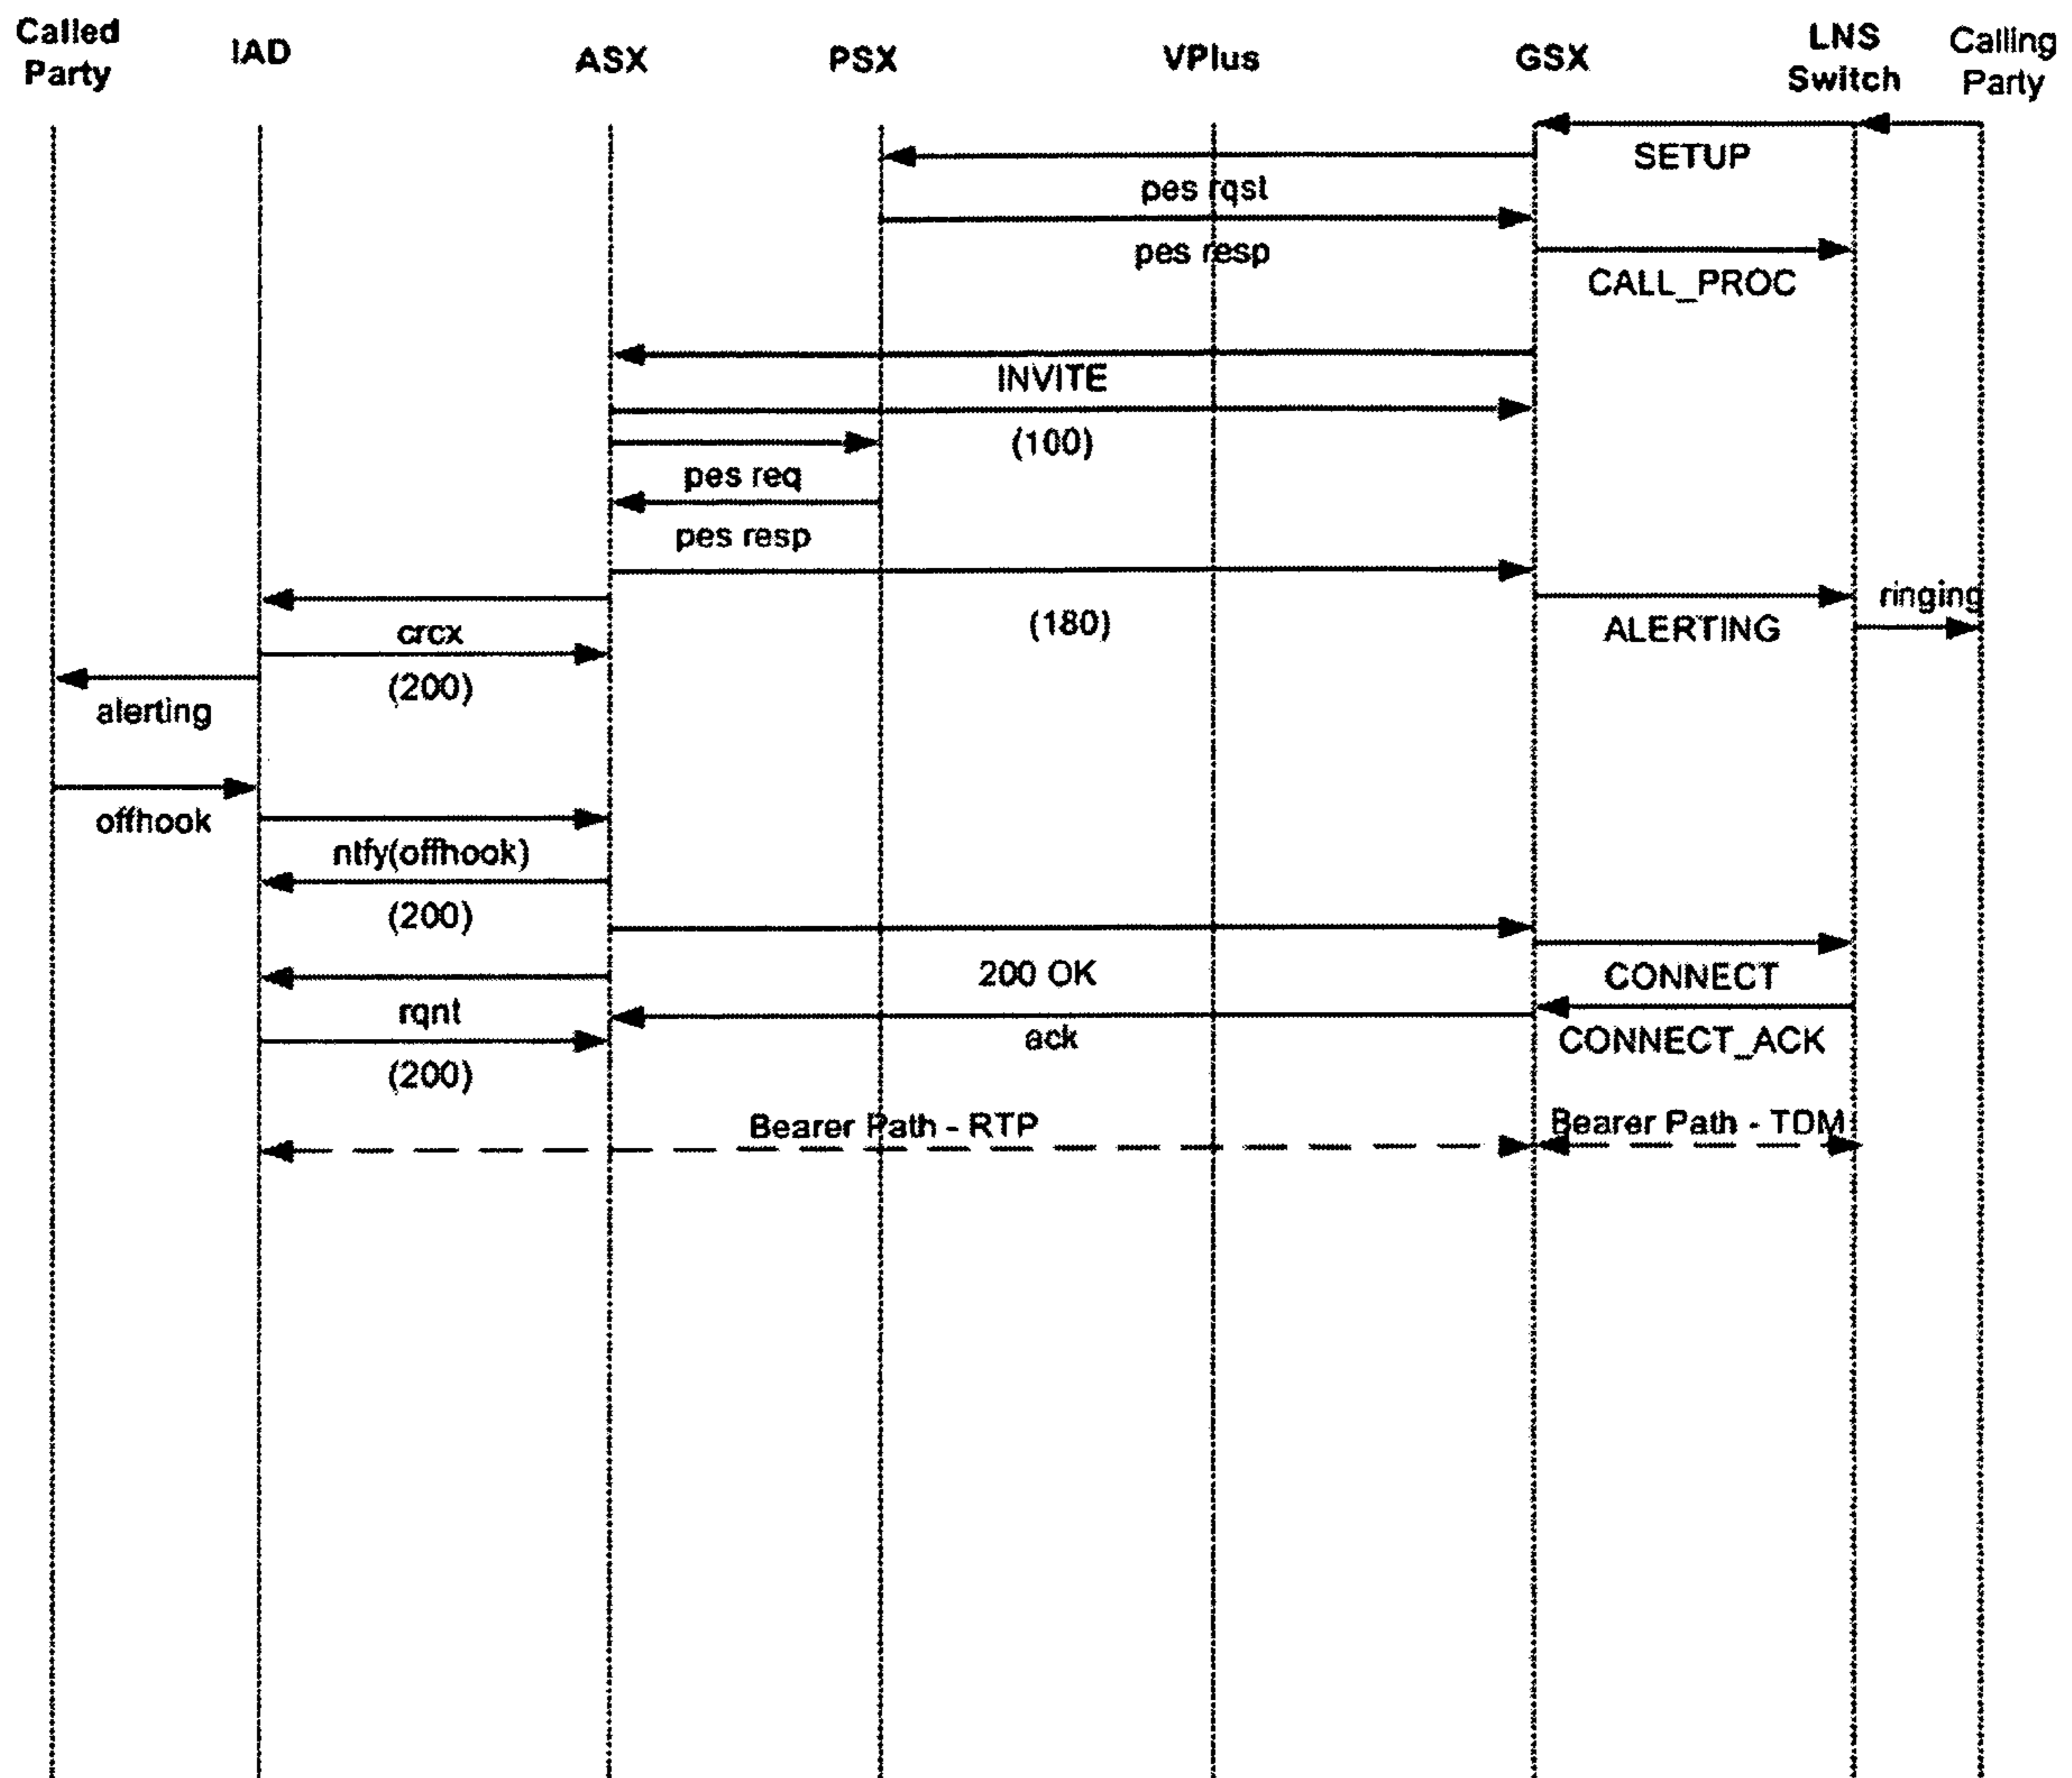 Called
Party
IAD
ASX
PSX
VPlus
GSX
LNS
Switch
Calling
Party
SETUP
pes rqst
pes resp
CALL_PROC
INVITE
(100)
pes req
pes resp
crcx
(180)
ALERTING
ringing
(200)
alerting
offhook
ntfy(offhook)
(200)
200 OK
CONNECT
rqnt
ack
CONNECT_ACK
(200)
Bearer Path - RTP
Bearer Path - TDM